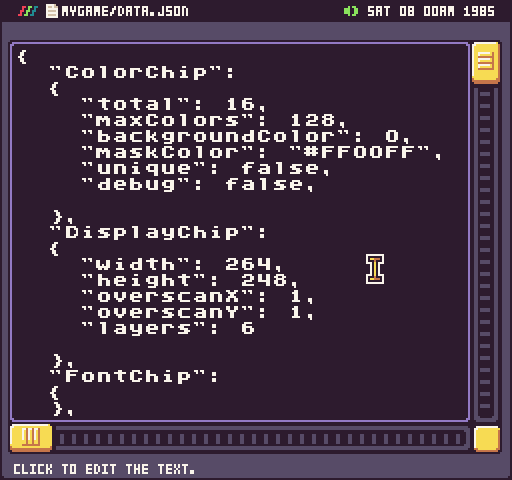 MYGAME/DATA.JSON
SAT 08 00AM 1985
{
"ColorChip":
{
"total": 16,
"maxColors": 128,
"backgroundColor": 0,
"maskColor": "#FF00FF",
"unique": false,
"debug": false,
},
"DisplayChip":
{
"width": 264,
"height": 248,
"overscanX": 1,
"overscanY": 1,
"layers": 6
},
"FontChip":
{
},
CLICK TO EDIT THE TEXT.